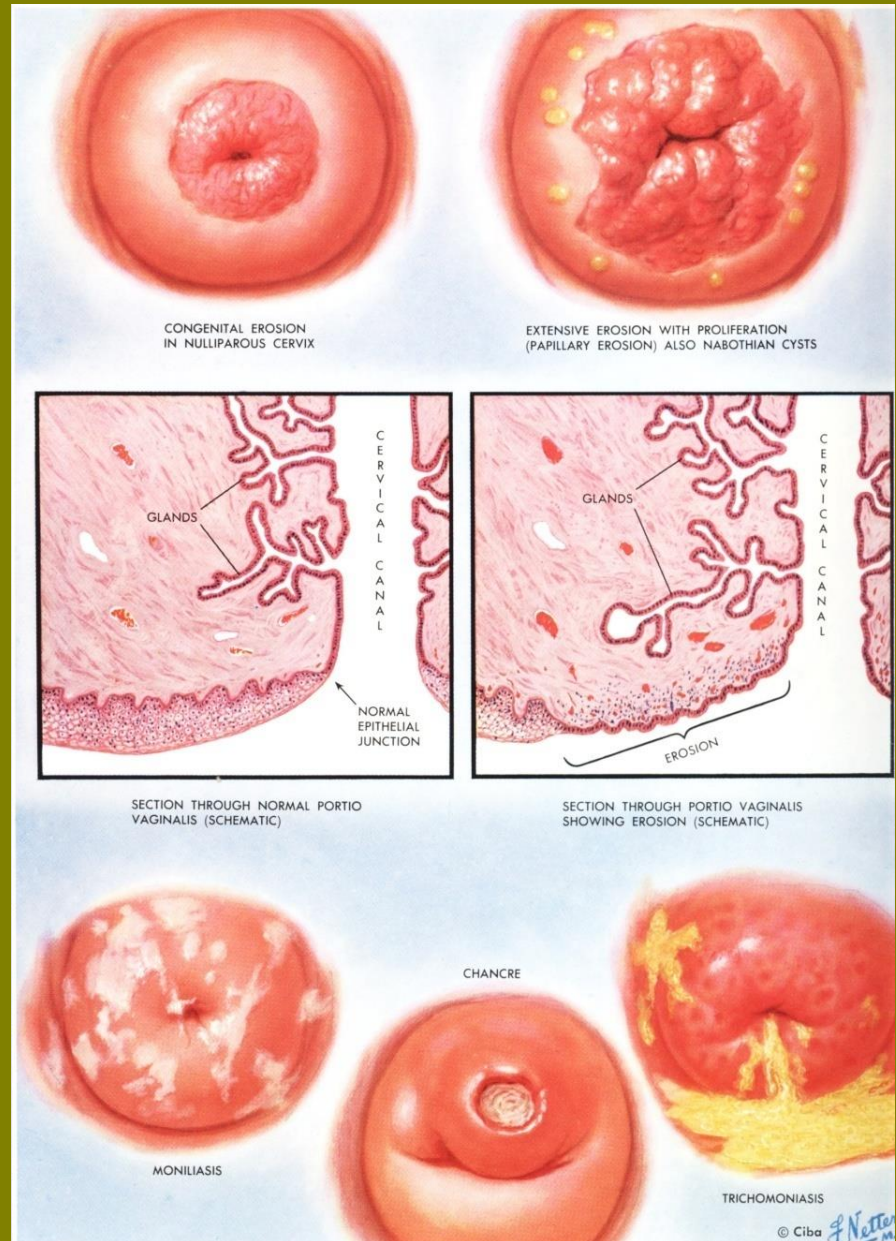 CONGENITAL EROSION
IN NULLIPAROUS CERVIX
EXTENSIVE EROSION WITH PROLIFERATION
(PAPILLARY EROSION) ALSO NABOTHIAN CYSTS
GLANDS
CERVICAL CANAL
NORMAL
EPITHELIAL
JUNCTION
GLANDS
CERVICAL CANAL
EROSION
SECTION THROUGH NORMAL PORTIO
VAGINALIS (SCHEMATIC)
SECTION THROUGH PORTIO VAGINALIS
SHOWING EROSION (SCHEMATIC)
MONILIASIS
CHANCRE
TRICHOMONIASIS
© Ciba
F. Netter